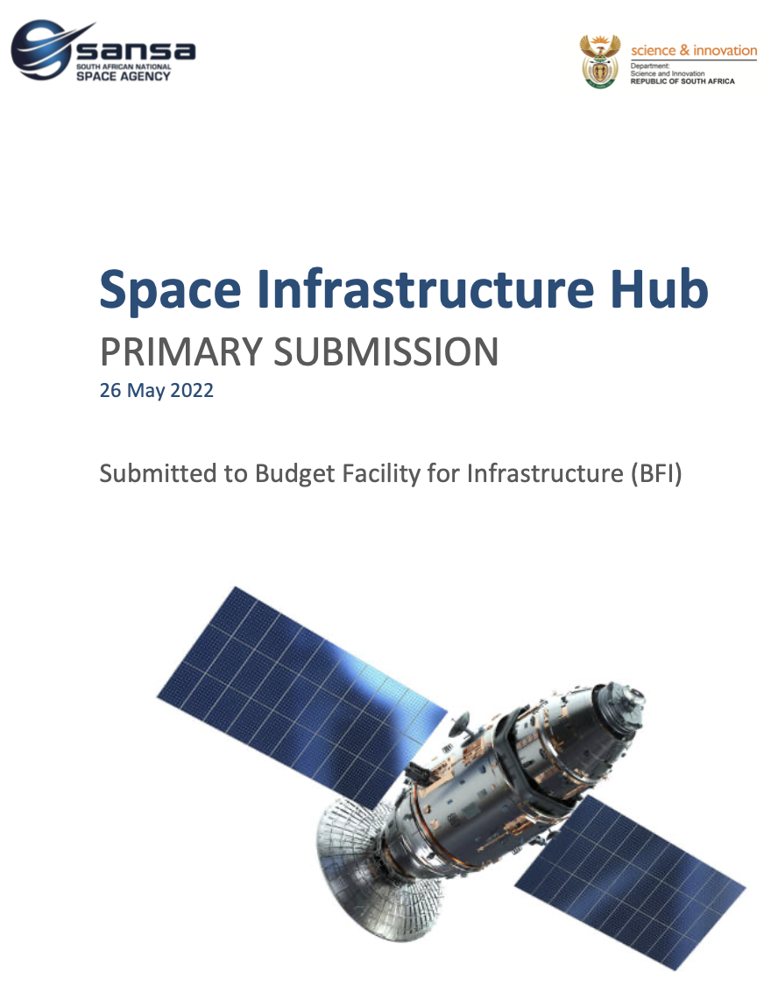 sansa
SOUTH AFRICAN NATIONAL
SPACE AGENCY
science & innovation
Department:
Science and Innovation
REPUBLIC OF SOUTH AFRICA
Space Infrastructure Hub
PRIMARY SUBMISSION
26 May 2022
Submitted to Budget Facility for Infrastructure (BFI)